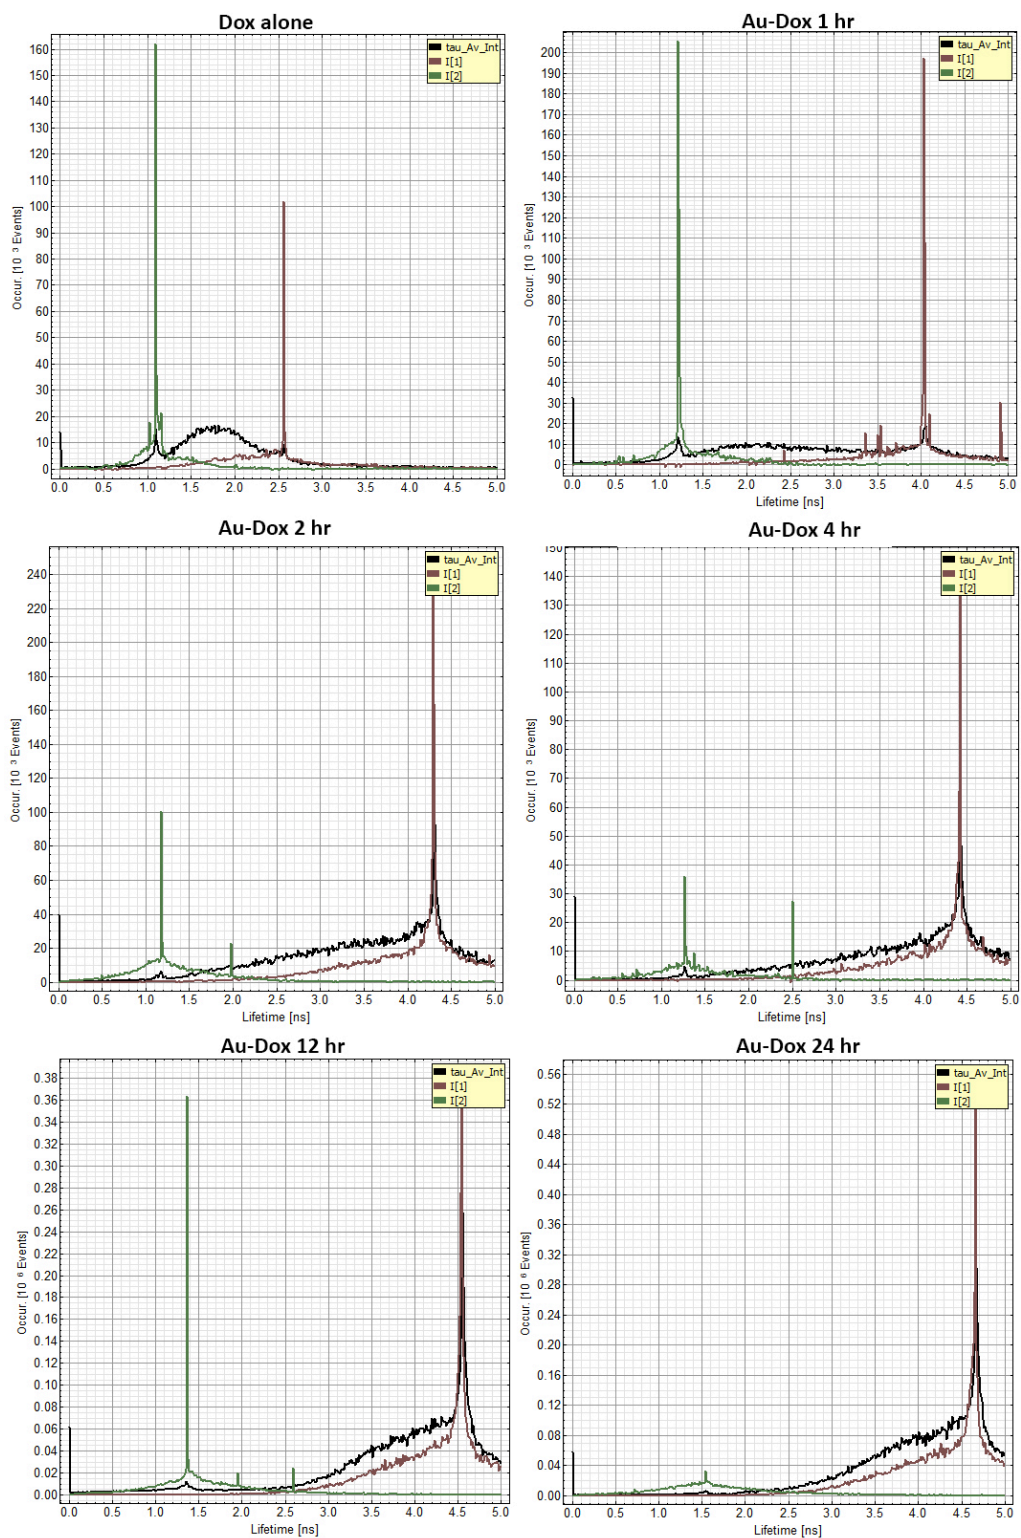 Dox alone
tau_Av_Int
I[1]
I[2]
Occur. [10 ³ Events]
160
150
140
130
120
110
100
90
80
70
60
50
40
30
20
10
0
0.0 0.5 1.0 1.5 2.0 2.5 3.0 3.5 4.0 4.5 5.0
Lifetime [ns]
Au-Dox 1 hr
tau_Av_Int
I[1]
I[2]
Occur. [10 ³ Events]
200
190
180
170
160
150
140
130
120
110
100
90
80
70
60
50
40
30
20
10
0
0.0 0.5 1.0 1.5 2.0 2.5 3.0 3.5 4.0 4.5 5.0
Lifetime [ns]
Au-Dox 2 hr
tau_Av_Int
I[1]
I[2]
Occur. [10 ³ Events]
240
220
200
180
160
140
120
100
80
60
40
20
0
0.0 0.5 1.0 1.5 2.0 2.5 3.0 3.5 4.0 4.5 5.0
Lifetime [ns]
Au-Dox 4 hr
tau_Av_Int
I[1]
I[2]
Occur. [10 ³ Events]
150
140
130
120
110
100
90
80
70
60
50
40
30
20
10
0
0.0 0.5 1.0 1.5 2.0 2.5 3.0 3.5 4.0 4.5 5.0
Lifetime [ns]
Au-Dox 12 hr
tau_Av_Int
I[1]
I[2]
Occur. [10 ⁶ Events]
0.38
0.36
0.34
0.32
0.30
0.28
0.26
0.24
0.22
0.20
0.18
0.16
0.14
0.12
0.10
0.08
0.06
0.04
0.02
0.00
0.0 0.5 1.0 1.5 2.0 2.5 3.0 3.5 4.0 4.5 5.0
Lifetime [ns]
Au-Dox 24 hr
tau_Av_Int
I[1]
I[2]
Occur. [10 ⁶ Events]
0.56
0.52
0.48
0.44
0.40
0.36
0.32
0.28
0.24
0.20
0.16
0.12
0.08
0.04
0.00
0.0 0.5 1.0 1.5 2.0 2.5 3.0 3.5 4.0 4.5 5.0
Lifetime [ns]